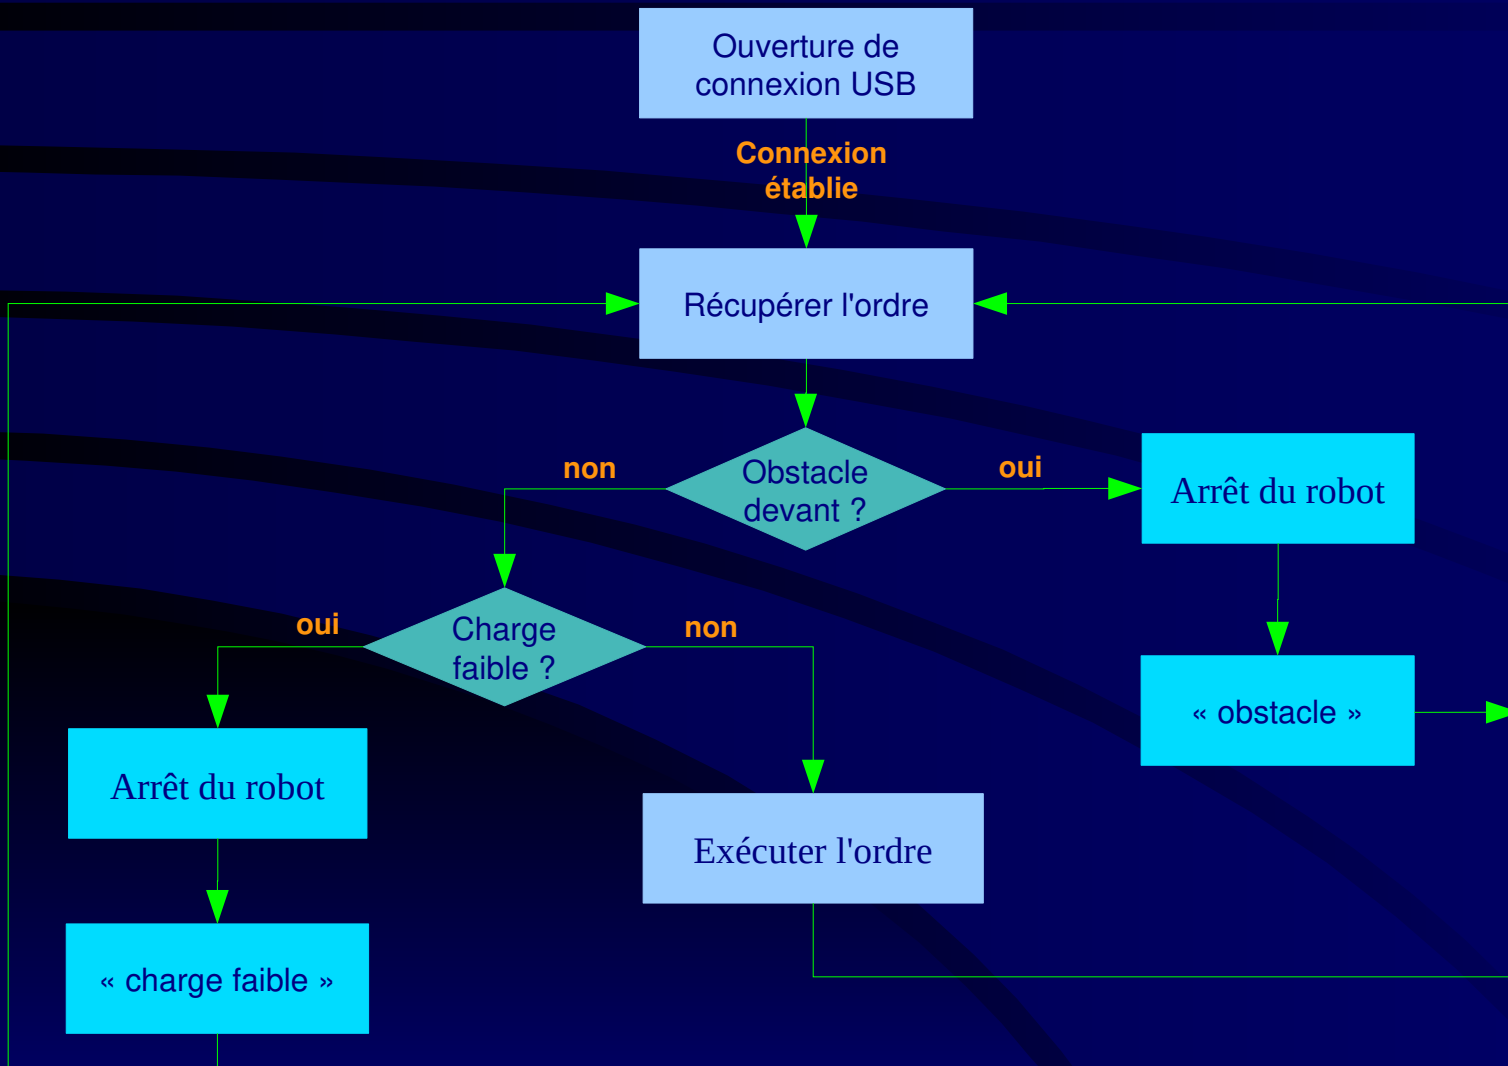 Ouverture de
connexion USB
Connexion
établie
Récupérer l'ordre
non
Obstacle
devant ?
oui
Arrêt du robot
oui
Charge
faible ?
non
« obstacle »
Arrêt du robot
Exécuter l'ordre
« charge faible »